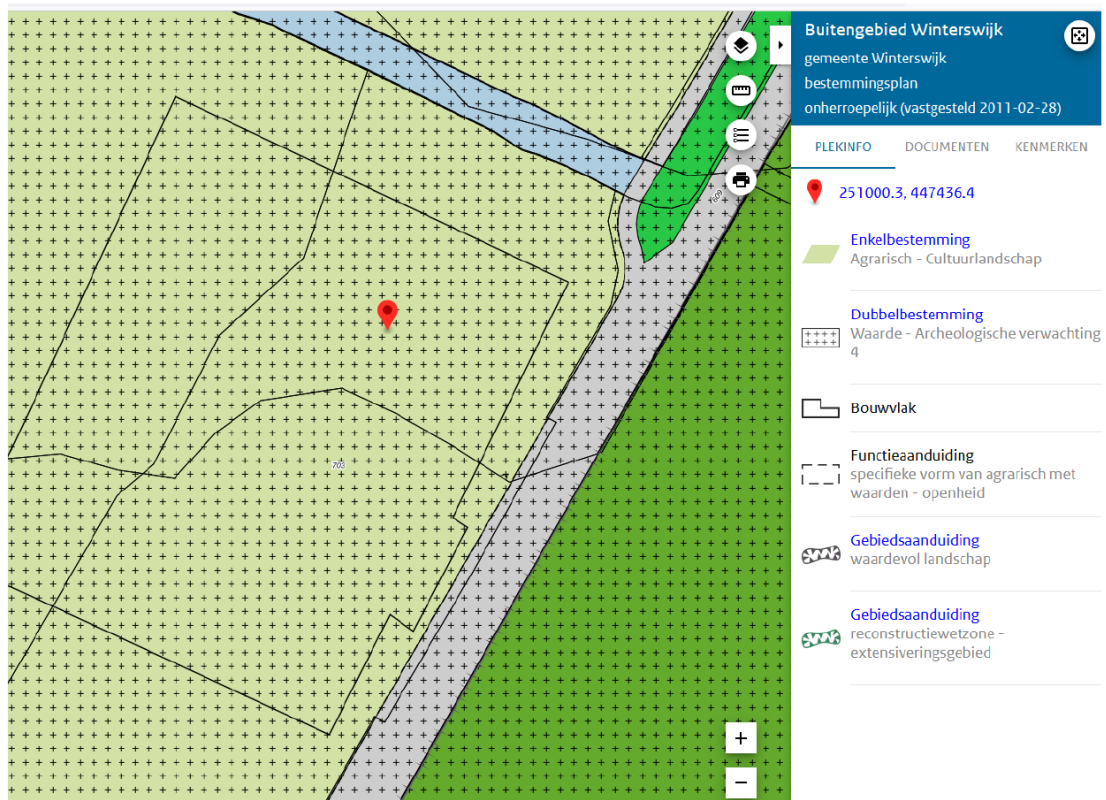 Buitengebied Winterswijk
gemeente Winterswijk
bestemmingsplan
onherroepelijk (vastgesteld 2011-02-28)
PLEKINFO DOCUMENTEN KENMERKEN
251000.3, 447436.4
Enkelbestemming
Agrarisch - Cultuurlandschap
Dubbelbestemming
Waarde - Archeologische verwachting
4
Bouwvlak
Functieaanduiding
specifieke vorm van agrarisch met
waarden - openheid
Gebiedsaanduiding
waardevol landschap
Gebiedsaanduiding
reconstructiewetzone -
extensiveringsgebied
609
703